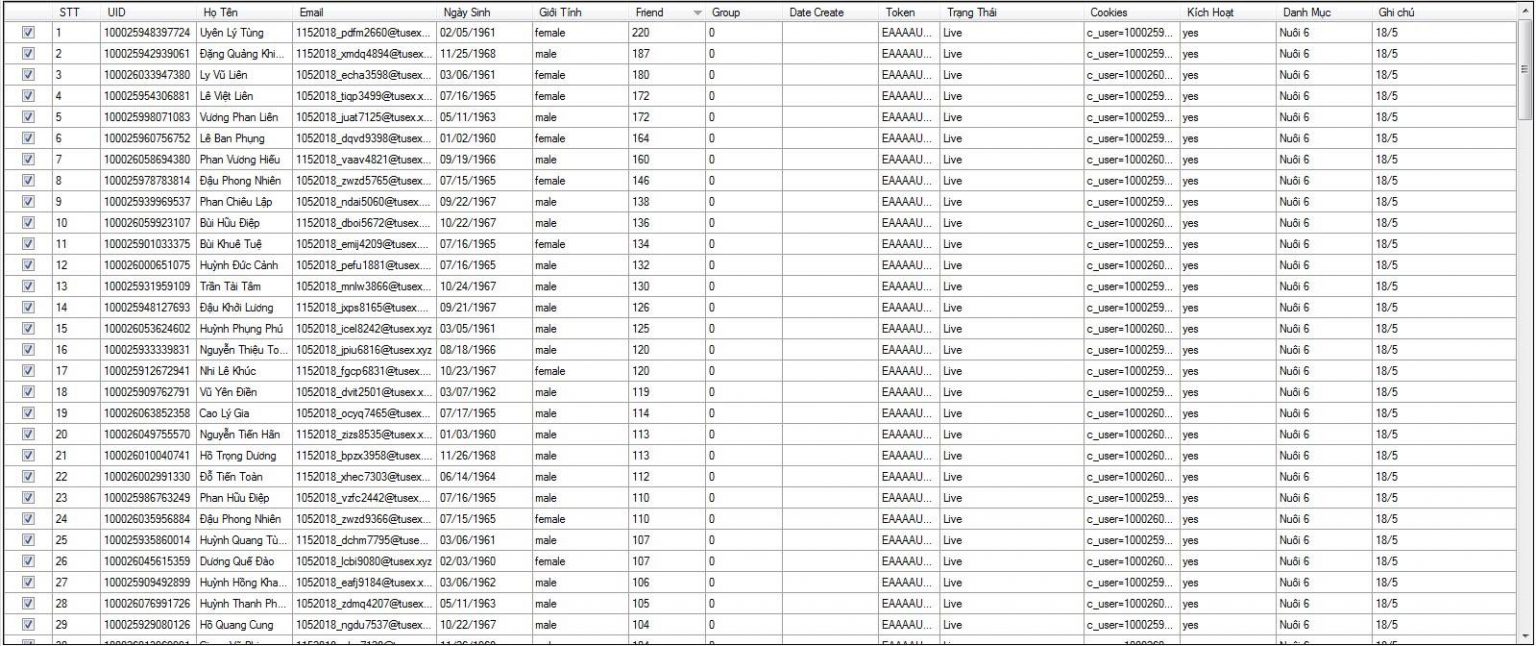 STT UID Họ Tên Email Ngày Sinh Giới Tính Friend Group Date Create Token Trạng Thái Cookies Kích Hoạt Danh Mục Ghi chú
1 100025948397724 Uyên Lý Tùng 1152018_pdfm2660@tusex... 02/05/1961 female 220 0 EAAAAU... Live c_user=1000259... yes Nuôi 6 18/5
2 100025942939061 Đặng Quảng Khi... 1152018_xmdq4894@tusex... 11/25/1968 male 187 0 EAAAAU... Live c_user=1000259... yes Nuôi 6 18/5
3 100026033947380 Ly Vũ Liên 1052018_echa3598@tusex... 03/06/1961 female 180 0 EAAAAU... Live c_user=1000260... yes Nuôi 6 18/5
4 100025954306881 Lê Việt Liên 1052018_tiqp3499@tusex.x... 07/16/1965 female 172 0 EAAAAU... Live c_user=1000259... yes Nuôi 6 18/5
5 100025998071083 Vương Phan Liên 1052018_juat7125@tusex.x... 05/11/1963 male 172 0 EAAAAU... Live c_user=1000259... yes Nuôi 6 18/5
6 100025960756752 Lê Ban Phụng 1052018_dqvd9398@tusex... 01/02/1960 female 164 0 EAAAAU... Live c_user=1000259... yes Nuôi 6 18/5
7 100026058694380 Phan Vương Hiếu 1152018_vaav4821@tusex... 09/19/1966 male 160 0 EAAAAU... Live c_user=1000260... yes Nuôi 6 18/5
8 100025978783814 Đậu Phong Nhiên 1052018_zwzd5765@tusex... 07/15/1965 female 146 0 EAAAAU... Live c_user=1000259... yes Nuôi 6 18/5
9 100025939969537 Phan Chiêu Lập 1052018_ndai5060@tusex.... 09/22/1967 male 138 0 EAAAAU... Live c_user=1000259... yes Nuôi 6 18/5
10 100026059923107 Bùi Hữu Điệp 1152018_dboi5672@tusex.... 10/22/1967 male 136 0 EAAAAU... Live c_user=1000260... yes Nuôi 6 18/5
11 100025901033375 Bùi Khuê Tuệ 1052018_emij4209@tusex.... 07/16/1965 female 134 0 EAAAAU... Live c_user=1000259... yes Nuôi 6 18/5
12 100026000651075 Huỳnh Đức Cảnh 1052018_pefu1881@tusex.... 07/16/1965 male 132 0 EAAAAU... Live c_user=1000260... yes Nuôi 6 18/5
13 100025931959109 Trần Tài Tâm 1052018_mnlw3866@tusex... 10/24/1967 male 130 0 EAAAAU... Live c_user=1000259... yes Nuôi 6 18/5
14 100025948127693 Đậu Khởi Lương 1152018_jxps8165@tusex.... 09/21/1967 male 126 0 EAAAAU... Live c_user=1000259... yes Nuôi 6 18/5
15 100026053624602 Huỳnh Phụng Phú 1052018_icel8242@tusex.xyz 03/05/1961 male 125 0 EAAAAU... Live c_user=1000260... yes Nuôi 6 18/5
16 100025933339831 Nguyễn Thiệu To... 1052018_jpiu6816@tusex.xyz 08/18/1966 male 120 0 EAAAAU... Live c_user=1000259... yes Nuôi 6 18/5
17 100025912672941 Nhi Lê Khúc 1152018_fgcp6831@tusex.... 10/23/1967 female 120 0 EAAAAU... Live c_user=1000259... yes Nuôi 6 18/5
18 100025909762791 Vũ Yên Điền 1052018_dvit2501@tusex.x... 03/07/1962 male 119 0 EAAAAU... Live c_user=1000259... yes Nuôi 6 18/5
19 100026063852358 Cao Lý Gia 1052018_ocyq7465@tusex... 07/17/1965 male 114 0 EAAAAU... Live c_user=1000260... yes Nuôi 6 18/5
20 100026049755570 Nguyễn Tiến Hãn 1152018_zizs8535@tusex.x... 01/03/1960 male 113 0 EAAAAU... Live c_user=1000260... yes Nuôi 6 18/5
21 100026010040741 Hồ Trọng Dương 1152018_bpzx3958@tusex.... 11/26/1968 male 113 0 EAAAAU... Live c_user=1000260... yes Nuôi 6 18/5
22 100026002991330 Đỗ Tiến Toàn 1152018_xhec7303@tusex... 06/14/1964 male 112 0 EAAAAU... Live c_user=1000260... yes Nuôi 6 18/5
23 100025986763249 Phan Hữu Điệp 1052018_vzfc2442@tusex.... 07/16/1965 male 110 0 EAAAAU... Live c_user=1000259... yes Nuôi 6 18/5
24 100026035956884 Đậu Phong Nhiên 1052018_zwzd9366@tusex... 07/15/1965 female 110 0 EAAAAU... Live c_user=1000260... yes Nuôi 6 18/5
25 100025935860014 Huỳnh Quang Tù... 1152018_dchm7795@tuse... 03/06/1961 male 107 0 EAAAAU... Live c_user=1000259... yes Nuôi 6 18/5
26 100026045615359 Dương Quế Đào 1052018_lcbi9080@tusex.xyz 02/03/1960 female 107 0 EAAAAU... Live c_user=1000260... yes Nuôi 6 18/5
27 100025909492899 Huỳnh Hồng Kha... 1052018_eafj9184@tusex.x... 03/06/1962 male 106 0 EAAAAU... Live c_user=1000259... yes Nuôi 6 18/5
28 100026076991726 Huỳnh Thanh Ph... 1052018_zdmq4207@tusex... 05/11/1963 male 105 0 EAAAAU... Live c_user=1000260... yes Nuôi 6 18/5
29 100025929080126 Hồ Quang Cung 1052018_ngdu7537@tusex... 10/22/1967 male 104 0 EAAAAU... Live c_user=1000259... yes Nuôi 6 18/5